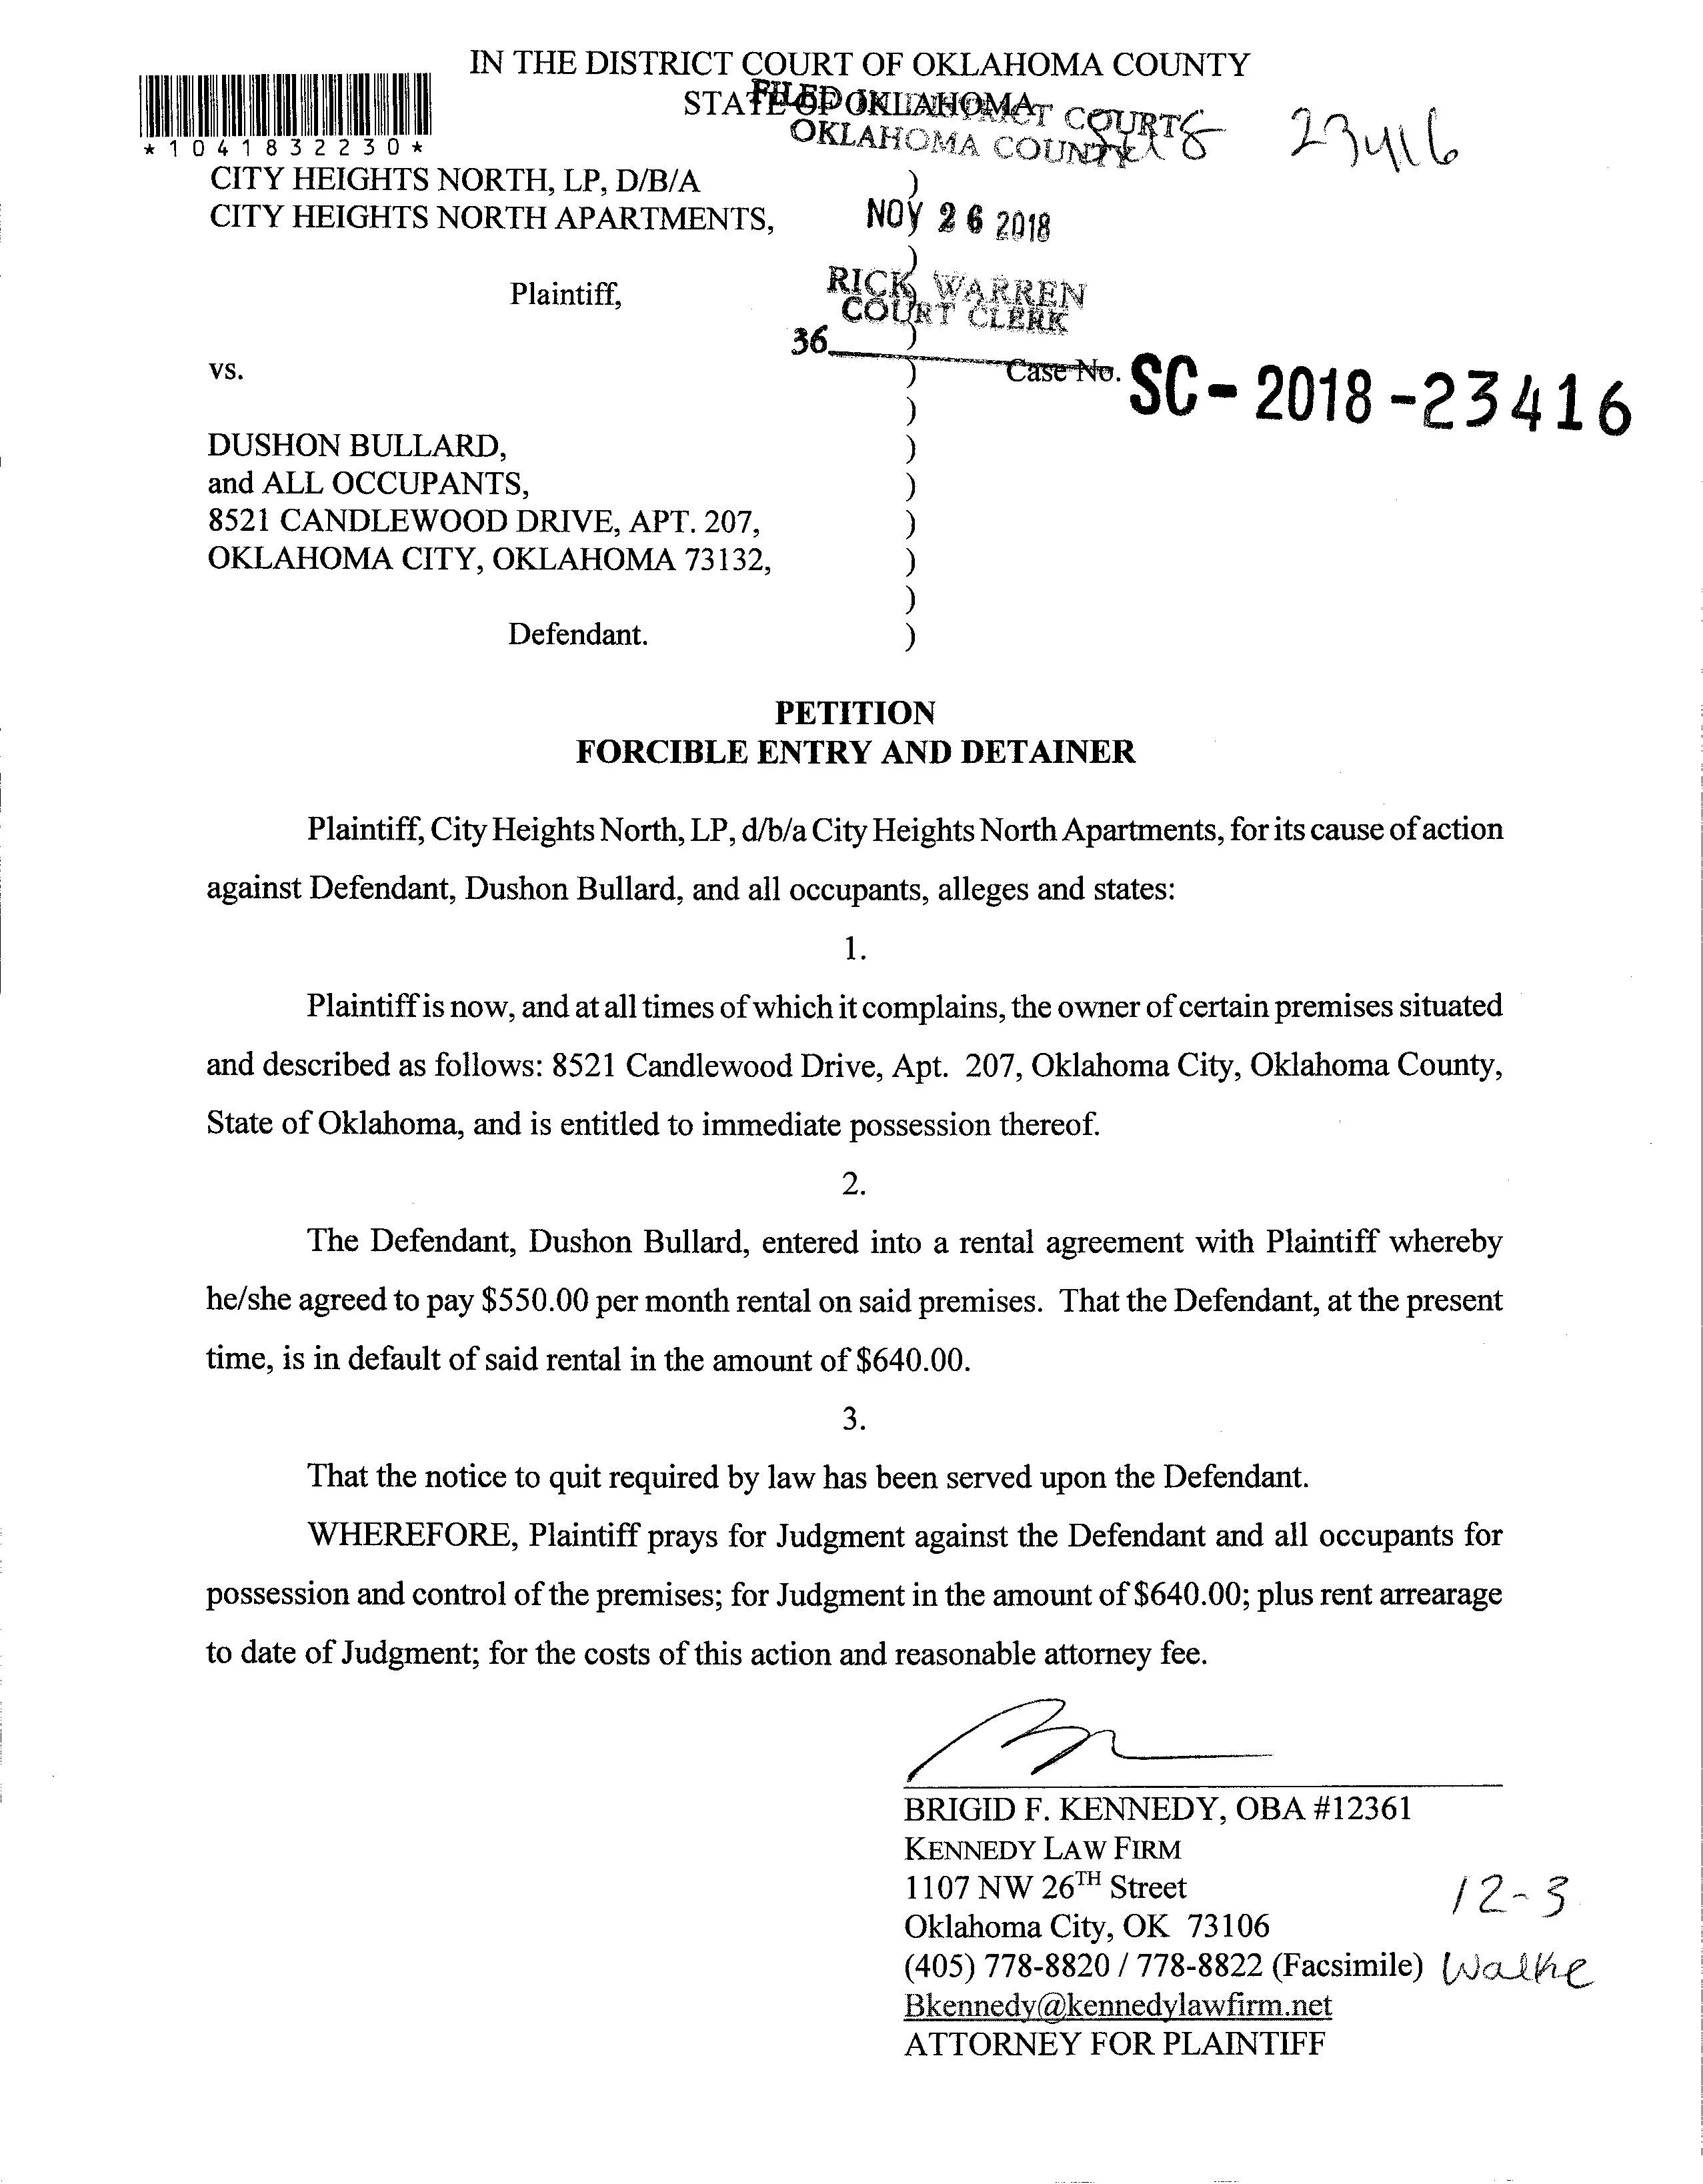 IN THE DISTRICT COURT OF OKLAHOMA COUNTY
STATE OF OKLAHOMA
FILED IN DISTRICT COURT
OKLAHOMA COUNTY
23416
*1041832230*
CITY HEIGHTS NORTH, LP, D/B/A )
CITY HEIGHTS NORTH APARTMENTS, )
NOV 26 2018
)
Plaintiff, )
RICK WARREN
COURT CLERK
)
36
vs. ) Case No. SC-2018-23416
)
DUSHON BULLARD, )
and ALL OCCUPANTS, )
8521 CANDLEWOOD DRIVE, APT. 207, )
OKLAHOMA CITY, OKLAHOMA 73132, )
)
Defendant. )
PETITION
FORCIBLE ENTRY AND DETAINER
Plaintiff, City Heights North, LP, d/b/a City Heights North Apartments, for its cause of action
against Defendant, Dushon Bullard, and all occupants, alleges and states:
1.
Plaintiff is now, and at all times of which it complains, the owner of certain premises situated
and described as follows: 8521 Candlewood Drive, Apt. 207, Oklahoma City, Oklahoma County,
State of Oklahoma, and is entitled to immediate possession thereof.
2.
The Defendant, Dushon Bullard, entered into a rental agreement with Plaintiff whereby
he/she agreed to pay $550.00 per month rental on said premises. That the Defendant, at the present
time, is in default of said rental in the amount of $640.00.
3.
That the notice to quit required by law has been served upon the Defendant.
WHEREFORE, Plaintiff prays for Judgment against the Defendant and all occupants for
possession and control of the premises; for Judgment in the amount of $640.00; plus rent arrearage
to date of Judgment; for the costs of this action and reasonable attorney fee.
BRIGID F. KENNEDY, OBA #12361
KENNEDY LAW FIRM
1107 NW 26TH Street
Oklahoma City, OK 73106
(405) 778-8820 / 778-8822 (Facsimile)
Bkennedy@kennedylawfirm.net
ATTORNEY FOR PLAINTIFF
12-3
Walke